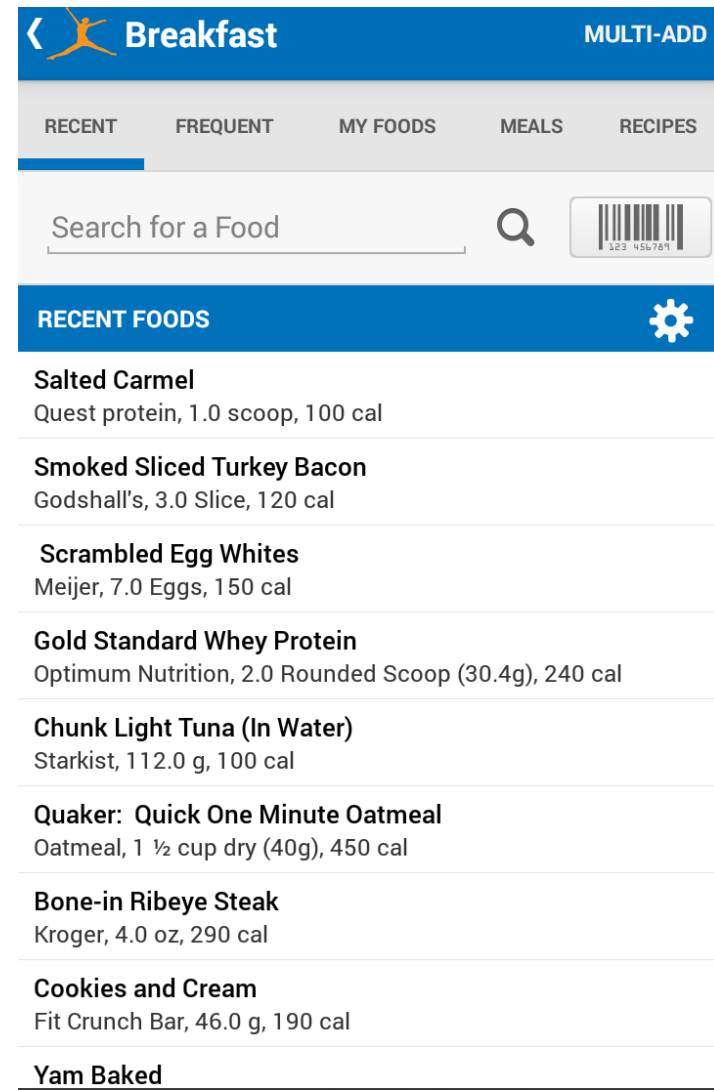 Breakfast MULTI-ADD
RECENT FREQUENT MY FOODS MEALS RECIPES
Search for a Food
123 456789
RECENT FOODS
Salted Carmel
Quest protein, 1.0 scoop, 100 cal
Smoked Sliced Turkey Bacon
Godshall's, 3.0 Slice, 120 cal
Scrambled Egg Whites
Meijer, 7.0 Eggs, 150 cal
Gold Standard Whey Protein
Optimum Nutrition, 2.0 Rounded Scoop (30.4g), 240 cal
Chunk Light Tuna (In Water)
Starkist, 112.0 g, 100 cal
Quaker:  Quick One Minute Oatmeal
Oatmeal, 1 ½ cup dry (40g), 450 cal
Bone-in Ribeye Steak
Kroger, 4.0 oz, 290 cal
Cookies and Cream
Fit Crunch Bar, 46.0 g, 190 cal
Yam Baked